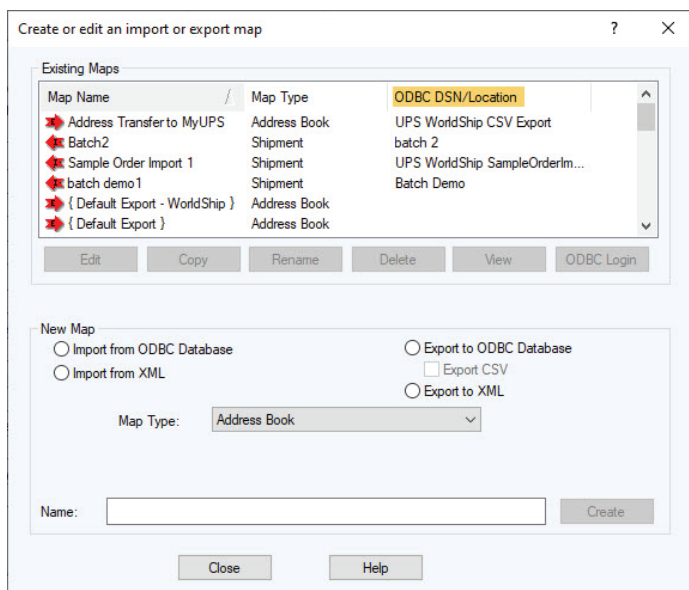 Create or edit an import or export map ?
Existing Maps
Map Name Map Type ODBC DSN/Location
Address Transfer to MyUPS Address Book UPS WorldShip CSV Export
Batch2 Shipment batch 2
Sample Order Import 1 Shipment UPS WorldShip SampleOrderIm...
batch demo1 Shipment Batch Demo
{ Default Export - WorldShip } Address Book
{ Default Export } Address Book
Edit Copy Rename Delete View ODBC Login
New Map
Import from ODBC Database Export to ODBC Database
Export CSV
Import from XML Export to XML
Map Type: Address Book
Name: Create
Close Help